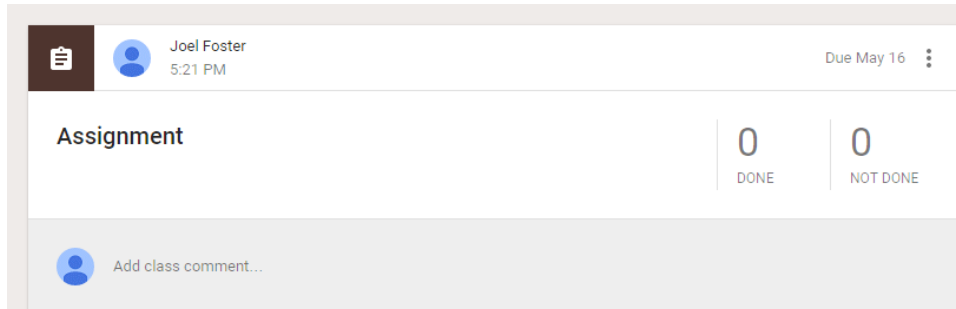 Joel Foster
5:21 PM
Due May 16
Assignment
0
DONE
0
NOT DONE
Add class comment...